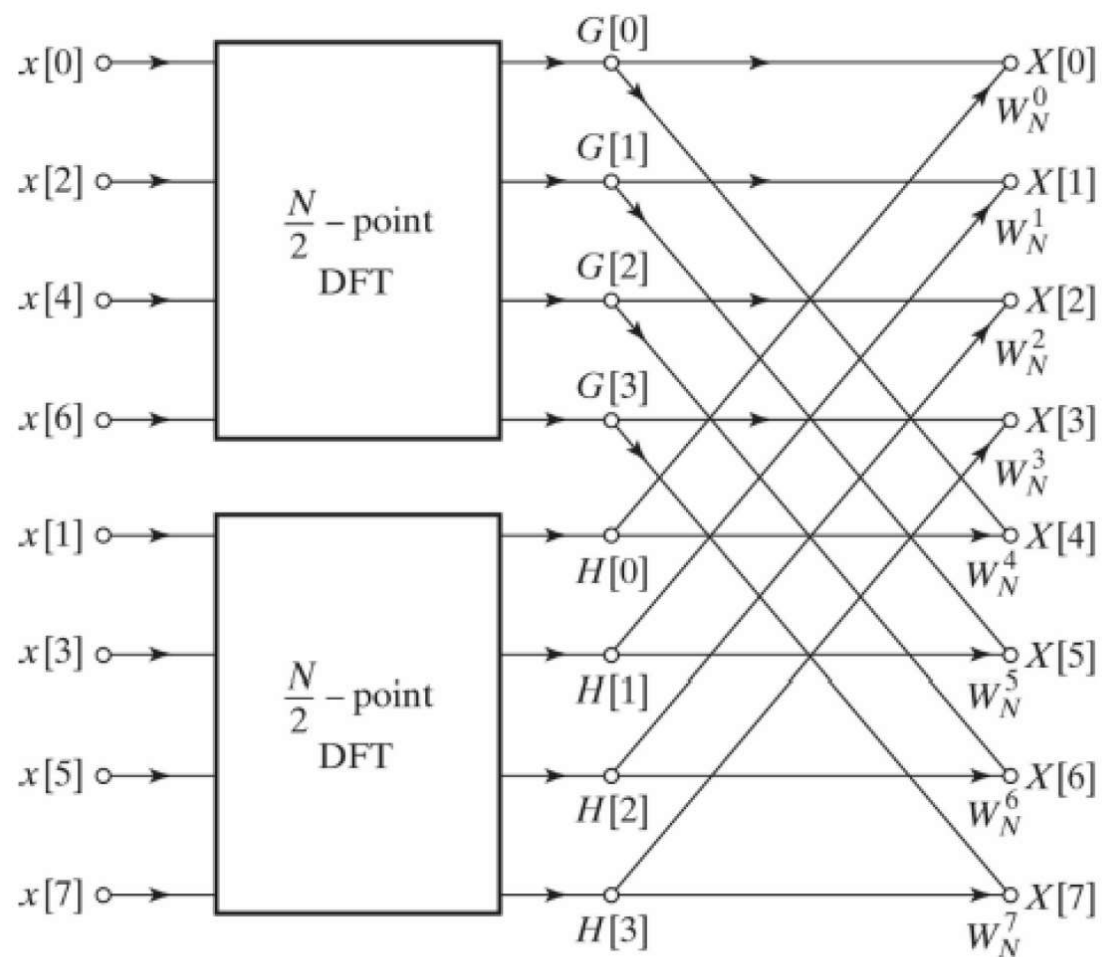 G[0]
x[0] X[0]
W_N^0
G[1]
x[2] X[1]
N/2 – point
DFT
W_N^1
G[2]
x[4] X[2]
W_N^2
G[3]
x[6] X[3]
W_N^3
x[1] X[4]
H[0] W_N^4
x[3] X[5]
N/2 – point
DFT
H[1] W_N^5
x[5] X[6]
H[2] W_N^6
x[7] X[7]
H[3] W_N^7